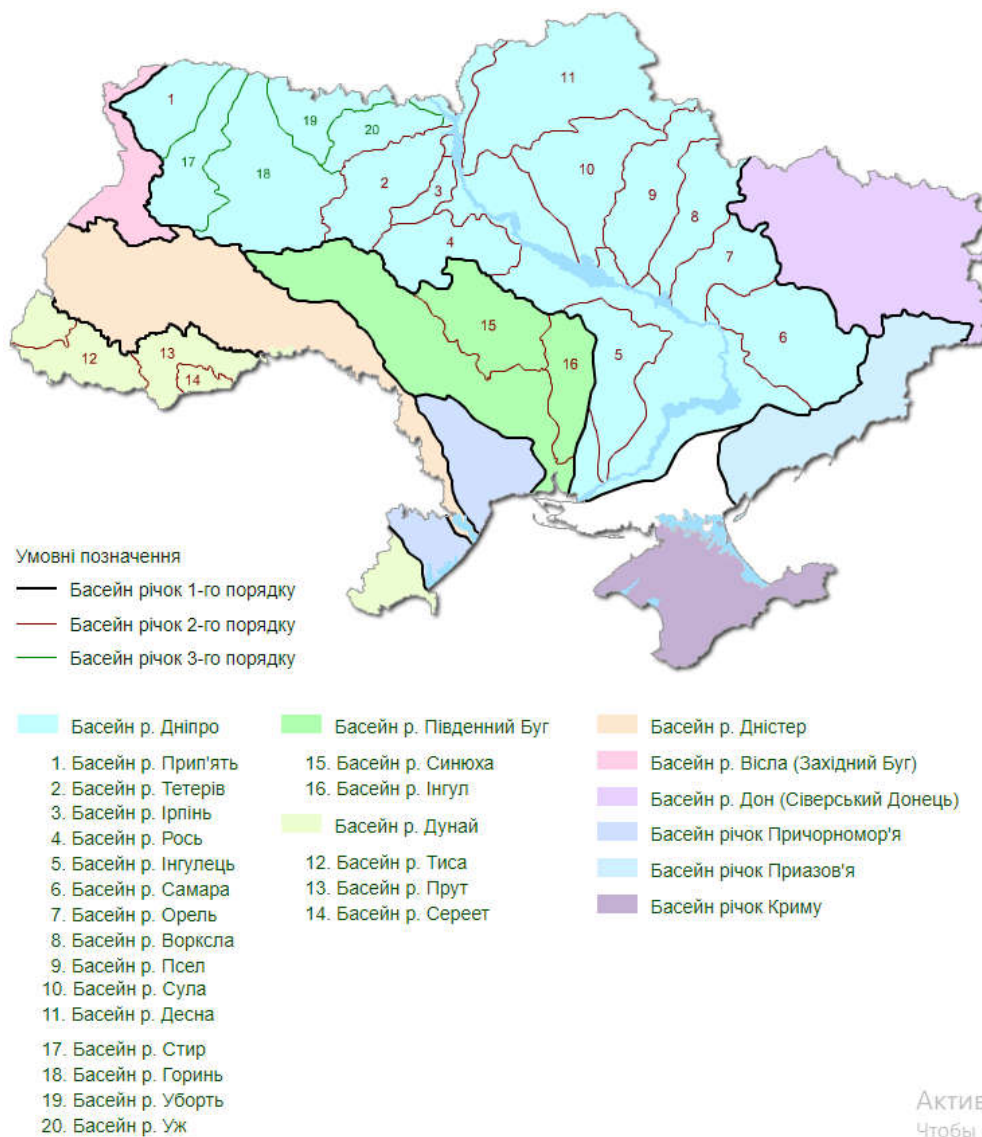 11
1
19
20
17
18
2
3
10
9
8
4
7
15
6
12
13
14
16
5
Умовні позначення
Басейн річок 1-го порядку
Басейн річок 2-го порядку
Басейн річок 3-го порядку
Басейн р. Дніпро
1. Басейн р. Прип'ять
2. Басейн р. Тетерів
3. Басейн р. Ірпінь
4. Басейн р. Рось
5. Басейн р. Інгулець
6. Басейн р. Самара
7. Басейн р. Орель
8. Басейн р. Ворксла
9. Басейн р. Псел
10. Басейн р. Сула
11. Басейн р. Десна
17. Басейн р. Стир
18. Басейн р. Горинь
19. Басейн р. Уборть
20. Басейн р. Уж
Басейн р. Південний Буг
15. Басейн р. Синюха
16. Басейн р. Інгул
Басейн р. Дунай
12. Басейн р. Тиса
13. Басейн р. Прут
14. Басейн р. Сереет
Басейн р. Дністер
Басейн р. Вісла (Західний Буг)
Басейн р. Дон (Сіверський Донець)
Басейн річок Причорномор'я
Басейн річок Приазов'я
Басейн річок Криму
Актив
Чтобы